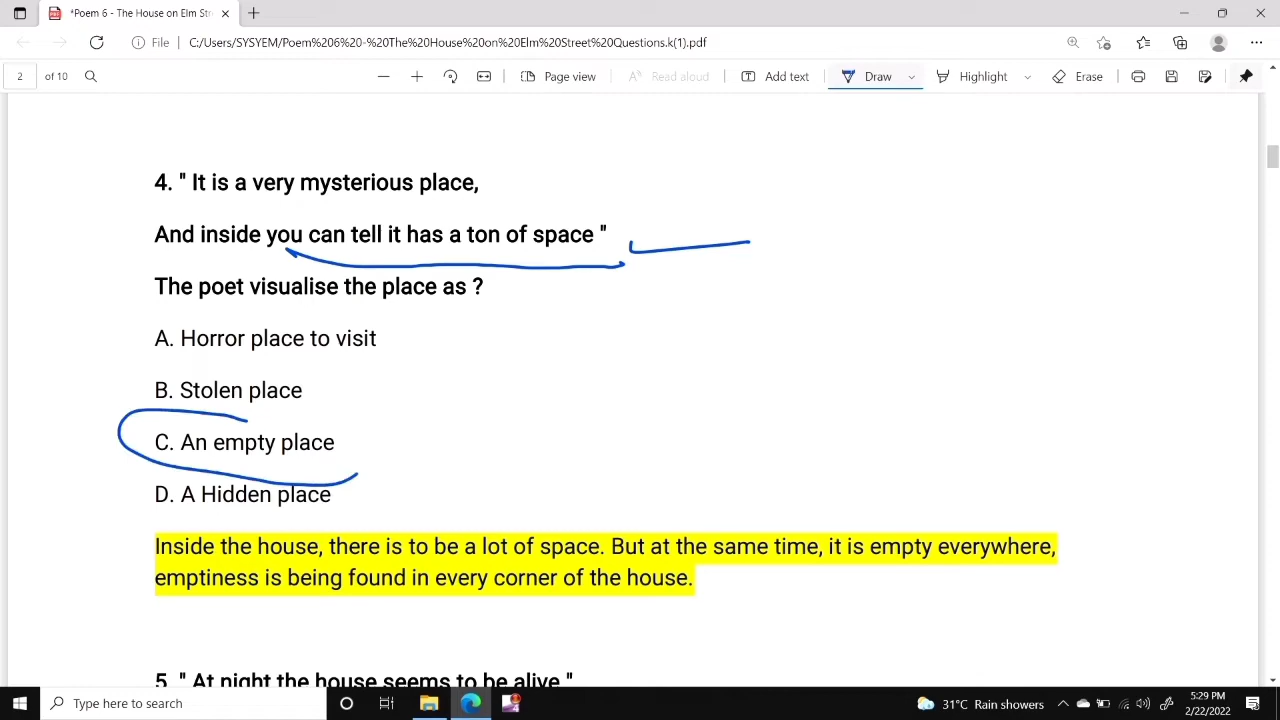 *Poem 6 - The House on Elm Str
File
C:/Users/SYSYEM/Poem%206%20-%20The%20House%20on%20Elm%20Street%20Questions.k(1).pdf
2 of 10
Page view
Read aloud
Add text
Draw
Highlight
Erase
4. " It is a very mysterious place,
And inside you can tell it has a ton of space "
The poet visualise the place as ?
A. Horror place to visit
B. Stolen place
C. An empty place
D. A Hidden place
Inside the house, there is to be a lot of space. But at the same time, it is empty everywhere,
emptiness is being found in every corner of the house.
5. " At night the house seems to be alive "
Type here to search
31°C Rain showers
5:29 PM
2/22/2022